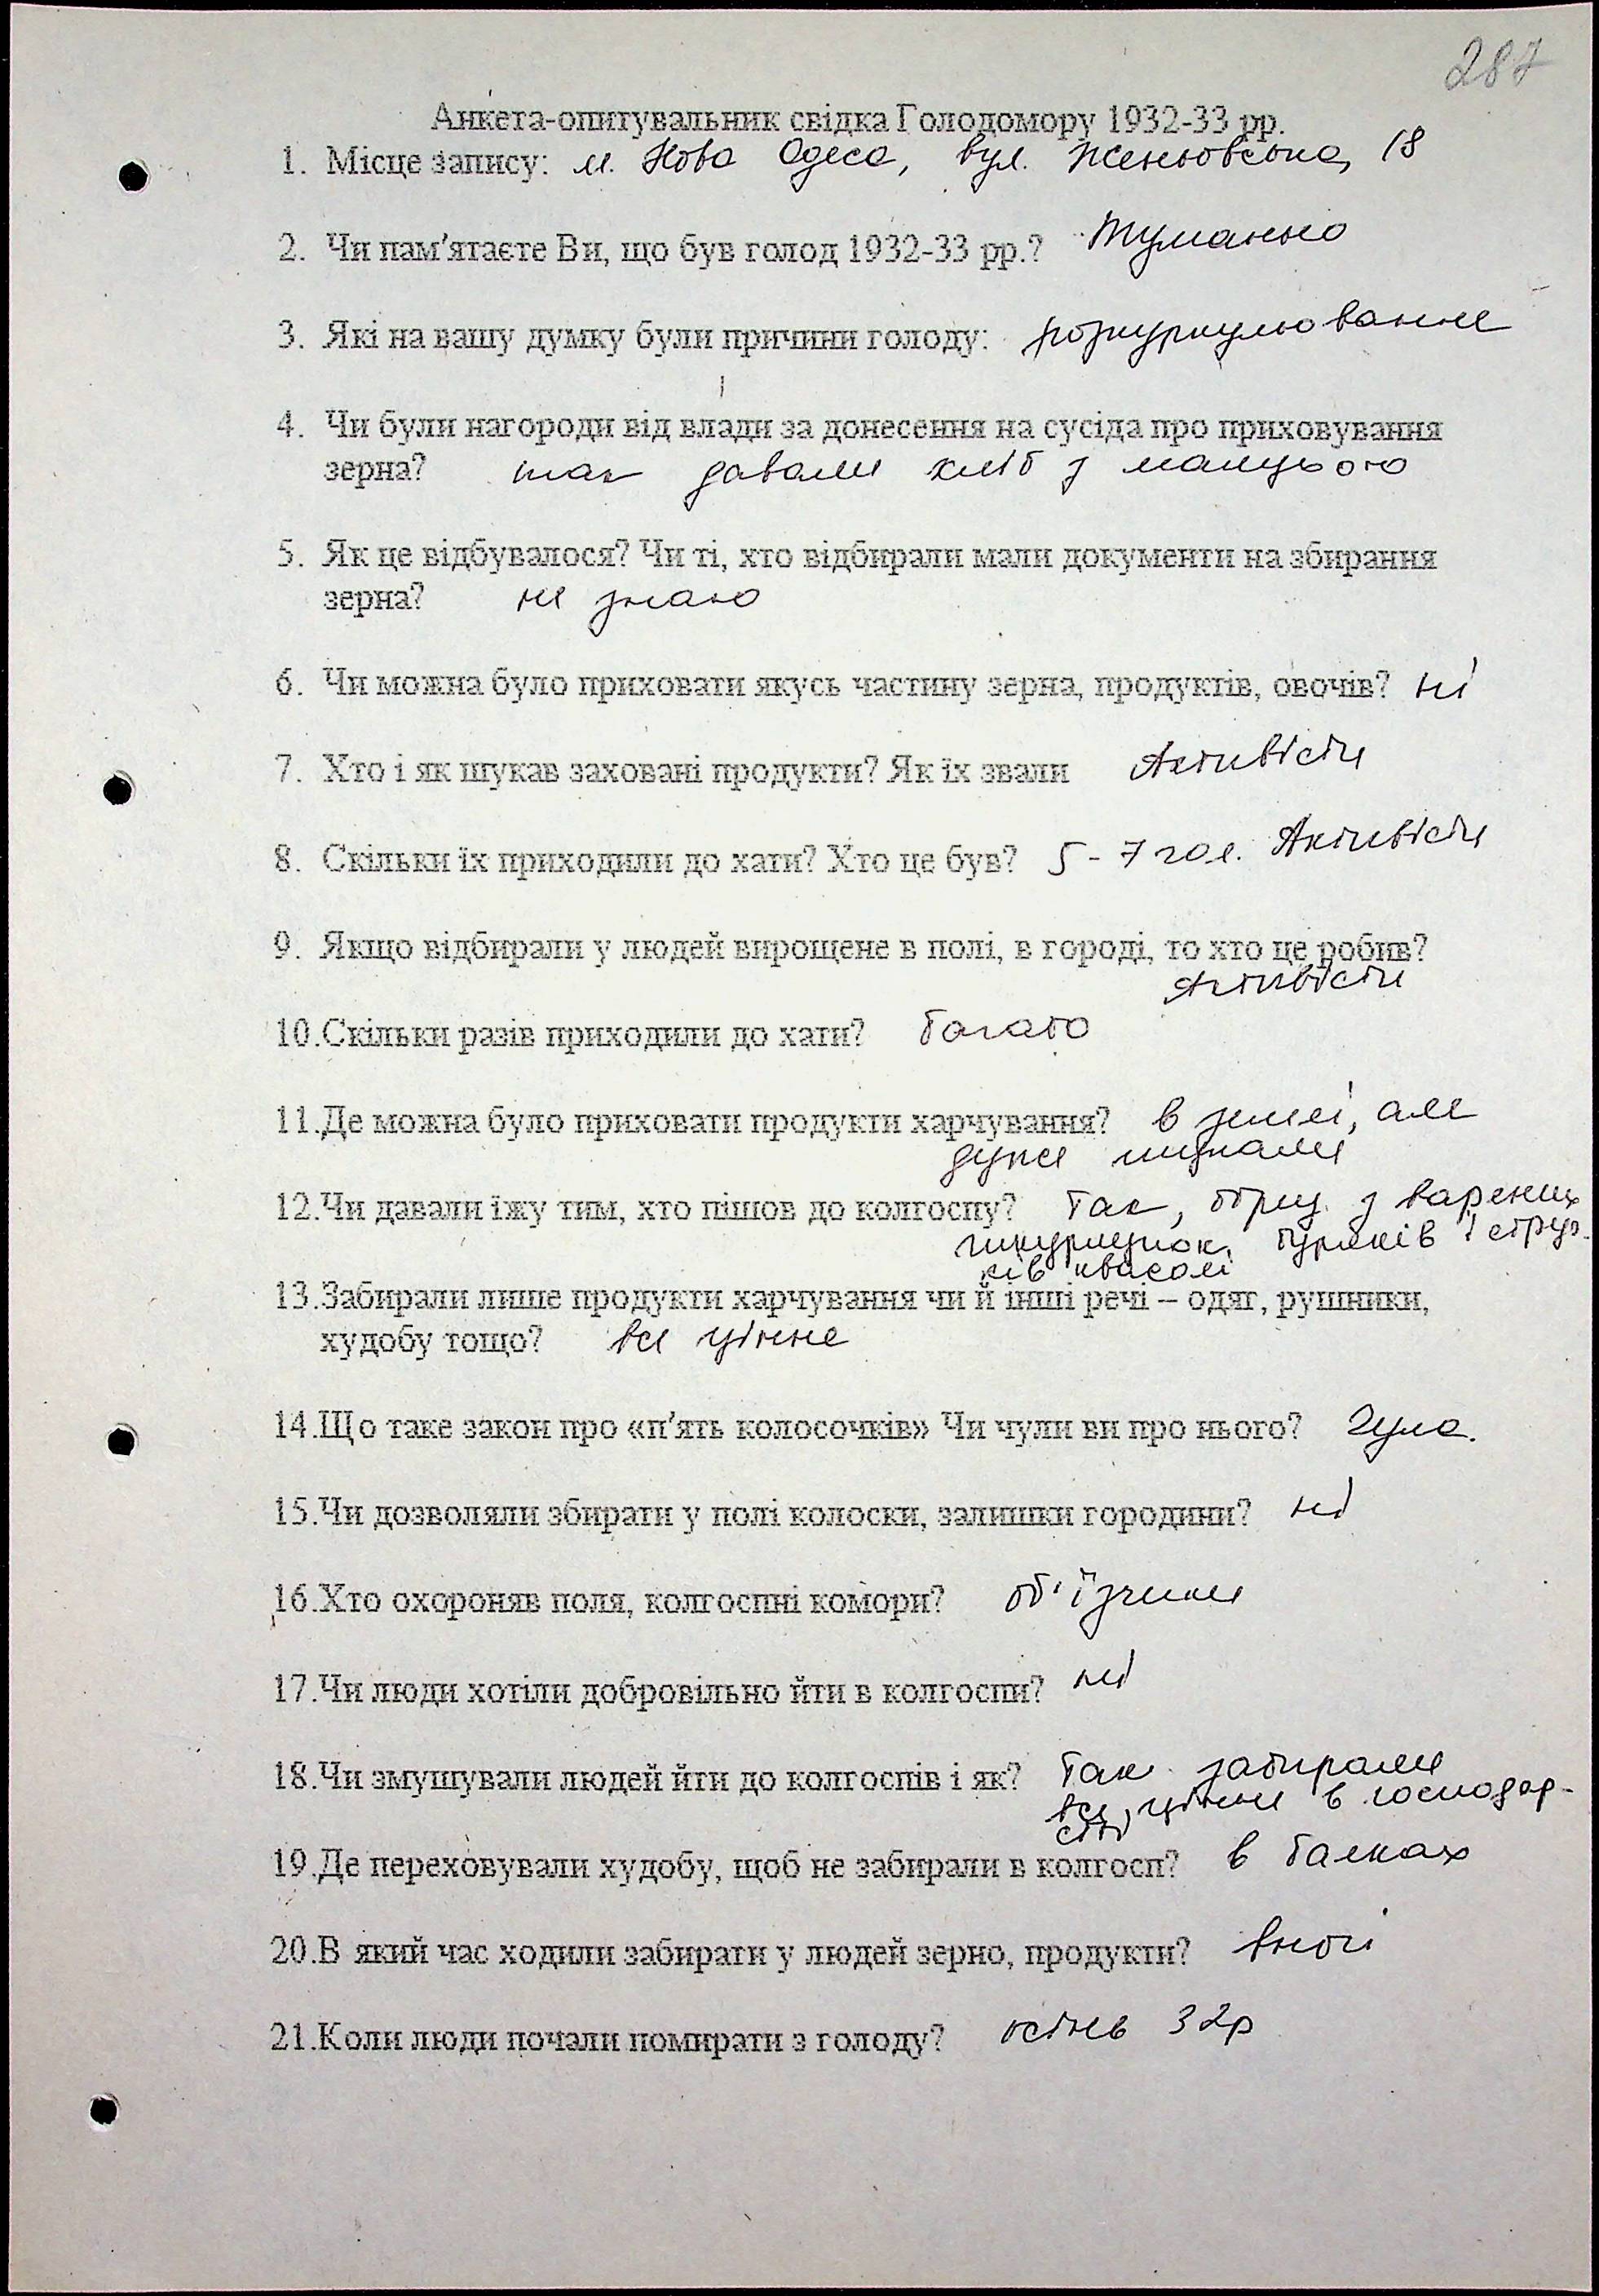 287
Анкета-опитувальник свідка Голодомору 1932-33 рр.
1. Місце запису: м. Нова Одеса, вул. 18
2. Чи пам'ятаєте Ви, що був голод 1932-33 рр.? Туманно
3. Які на вашу думку були причини голоду: розкуркулювання
4. Чи були нагороди від влади за донесення на сусіда про приховування
зерна? так давали хліб з макухою
5. Як це відбувалося? Чи ті, хто відбирали мали документи на збирання
зерна? не знаю
6. Чи можна було приховати якусь частину зерна, продуктів, овочів? ні
7. Хто і як шукав заховані продукти? Як їх звали Активісти
8. Скільки їх приходили до хати? Хто це був? 5-7 чол. Активісти
9. Якщо відбирали у людей вирощене в полі, в городі, то хто це робив?
Активісти
10.Скільки разів приходили до хати? багато
11.Де можна було приховати продукти харчування? в землі, але
дуже шукали
12.Чи давали їжу тим, хто пішов до колгоспу? Так, з варених
буряків і струч-
ків квасолі
13.Забирали лише продукти харчування чи й інші речі – одяг, рушники,
худобу тощо? все цінне
14.Що таке закон про «п'ять колосочків» Чи чули ви про нього? Чула.
15.Чи дозволяли збирати у полі колоски, залишки городини? ні
16.Хто охороняв поля, колгоспні комори? об'їзчики
17.Чи люди хотіли добровільно йти в колгоспи? ні
18.Чи змушували людей йти до колгоспів і як? Так забирали
все цінне в господар-
стві
19.Де переховували худобу, щоб не забирали в колгосп? в балках
20.В який час ходили забирати у людей зерно, продукти? вночі
21.Коли люди почали помирати з голоду? осінь 32р